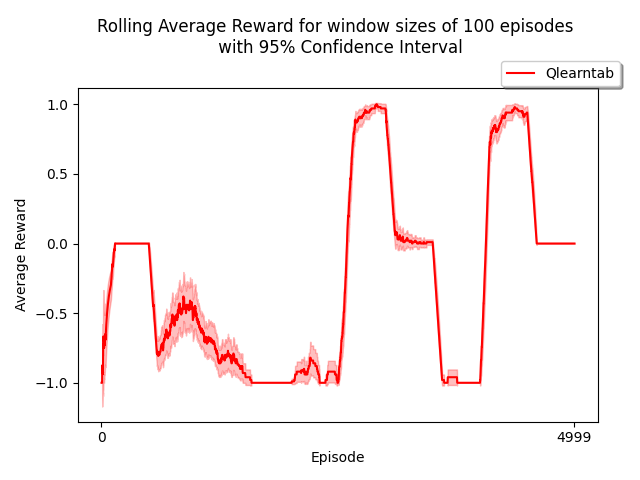 Rolling Average Reward for window sizes of 100 episodes
with 95% Confidence Interval
Qlearntab
1.0
0.5
0.0
−0.5
−1.0
Average Reward
0
4999
Episode